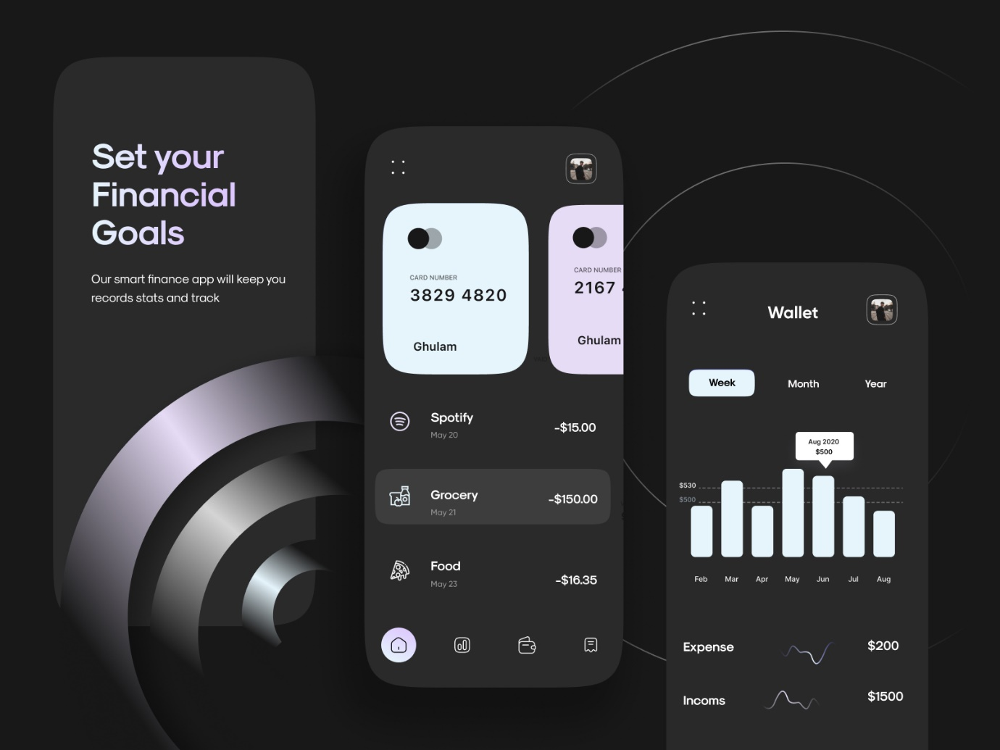 Set your
Financial
Goals
Our smart finance app will keep you
records stats and track
CARD NUMBER
3829 4820
Ghulam
CARD NUMBER
2167
Ghulam
Spotify
May 20
-$15.00
Grocery
May 21
-$150.00
Food
May 23
-$16.35
Wallet
Week
Month
Year
Aug 2020
$500
$530
$500
Feb
Mar
Apr
May
Jun
Jul
Aug
Expense
$200
Incoms
$1500